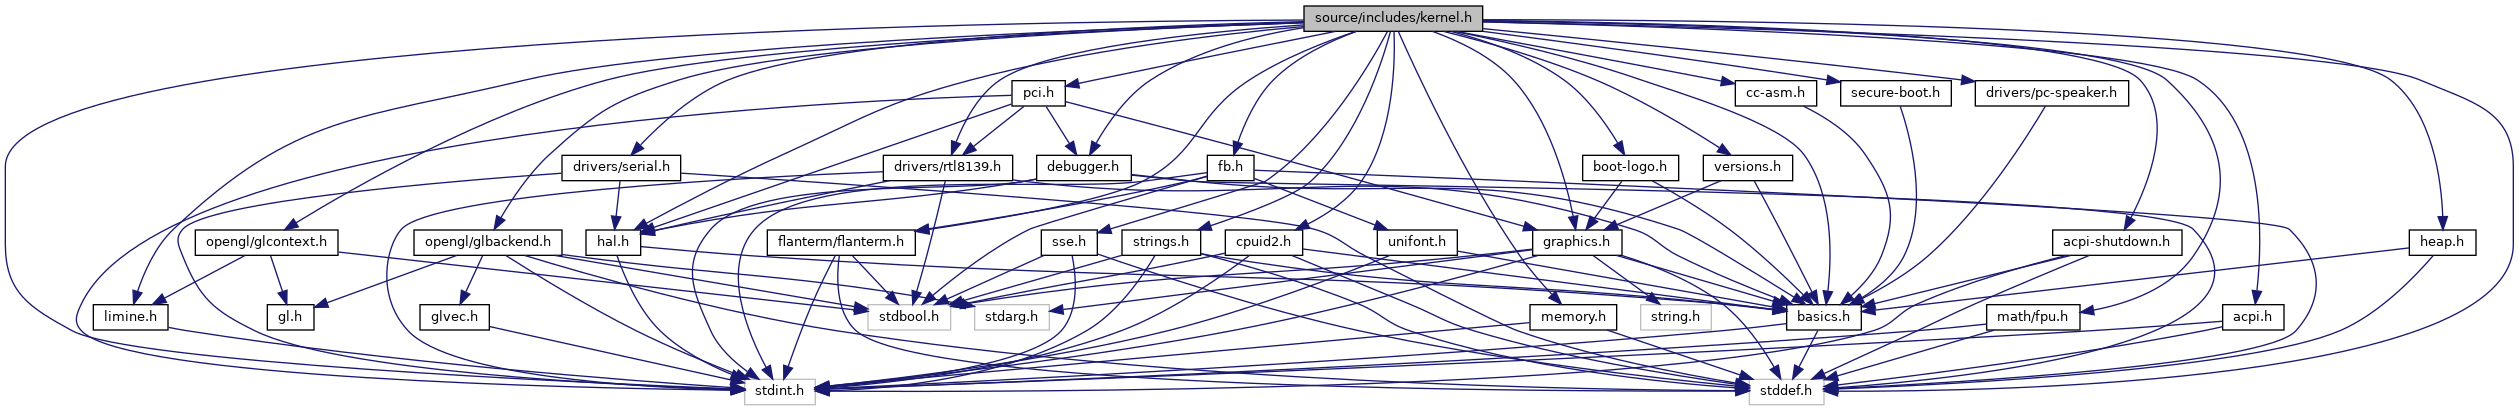 source/includes/kernel.h
pci.h
cc-asm.h
secure-boot.h
drivers/pc-speaker.h
drivers/serial.h
drivers/rtl8139.h
debugger.h
fb.h
boot-logo.h
versions.h
opengl/glcontext.h
opengl/glbackend.h
hal.h
flanterm/flanterm.h
sse.h
strings.h
cpuid2.h
unifont.h
graphics.h
acpi-shutdown.h
heap.h
limine.h
gl.h
glvec.h
stdbool.h
stdarg.h
memory.h
string.h
basics.h
math/fpu.h
acpi.h
stdint.h
stddef.h